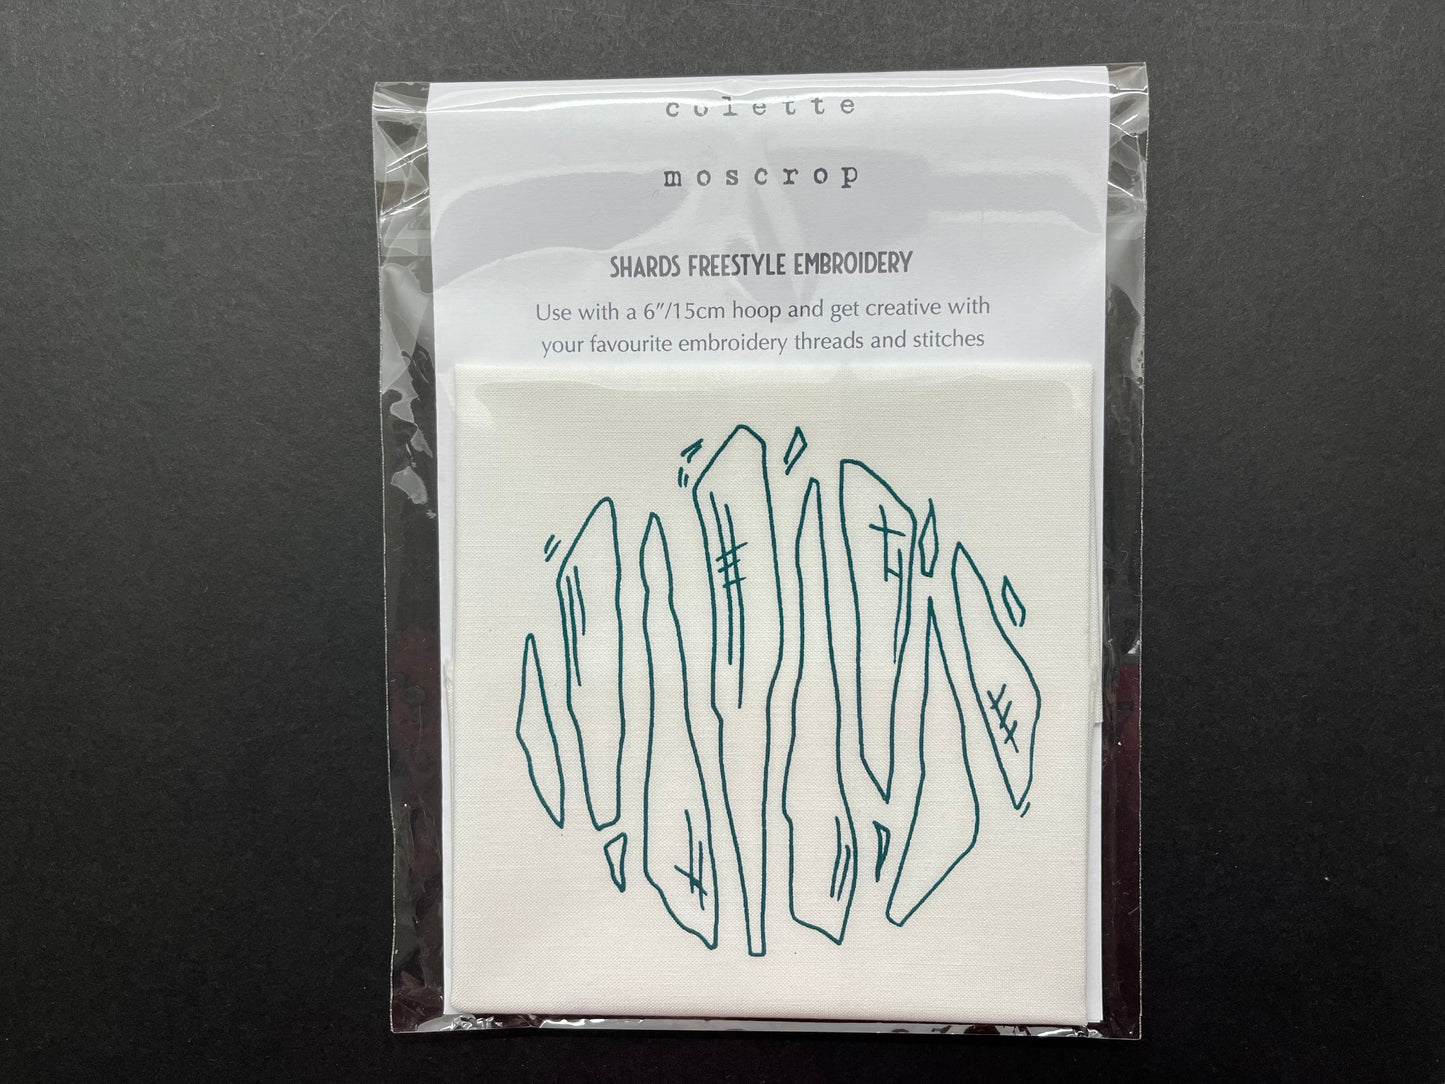 colette
moscrop
SHARDS FREESTYLE EMBROIDERY
Use with a 6"/15cm hoop and get creative with
your favourite embroidery threads and stitches